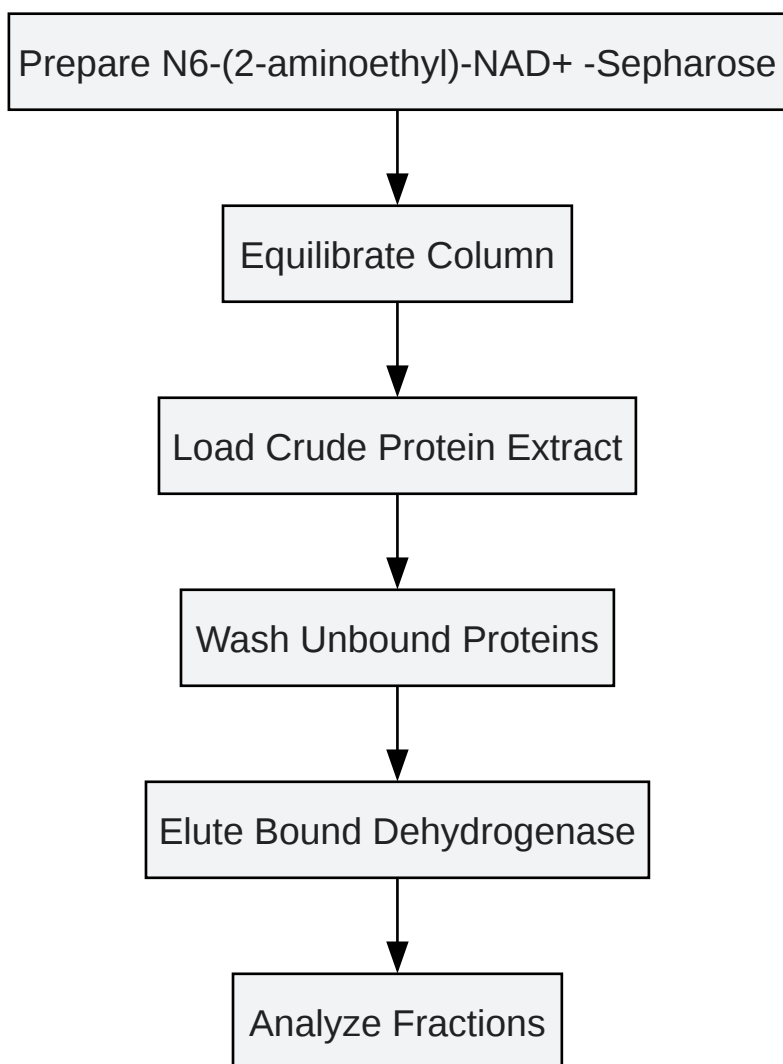 Prepare N6-(2-aminoethyl)-NAD+ -Sepharose
Equilibrate Column
Load Crude Protein Extract
Wash Unbound Proteins
Elute Bound Dehydrogenase
Analyze Fractions